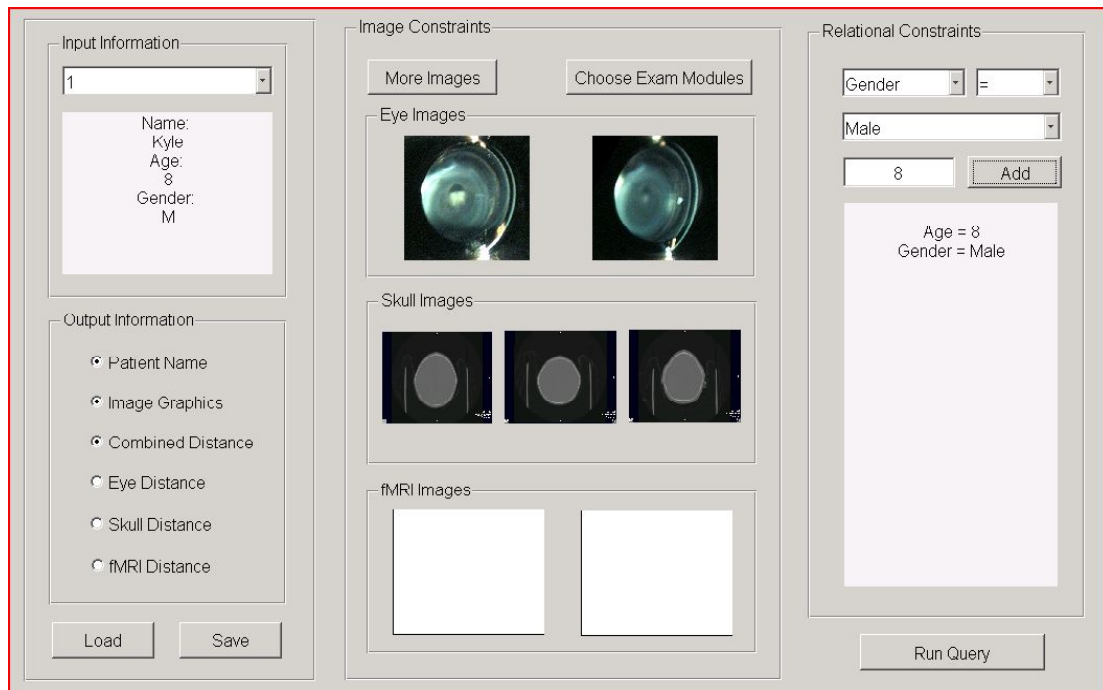 Input Information
1
Name:
Kyle
Age:
8
Gender:
M
Output Information
Patient Name
Image Graphics
Combined Distance
Eye Distance
Skull Distance
fMRI Distance
Load
Save
Image Constraints
More Images
Choose Exam Modules
Eye Images
Skull Images
fMRI Images
Relational Constraints
Gender
=
Male
8
Add
Age = 8
Gender = Male
Run Query